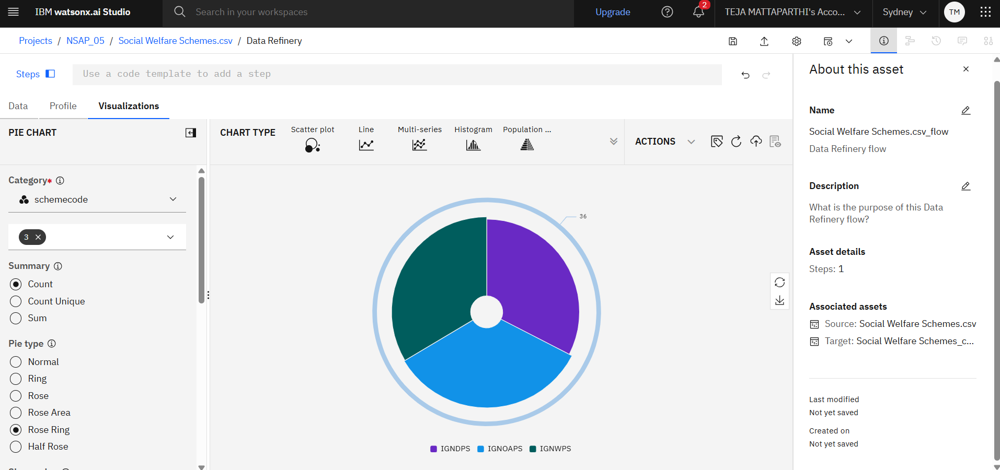 IBM watsonx.ai Studio
Search in your workspaces
Upgrade
2
TEJA MATTAPARTHI's Acco...
Sydney
TM
Projects / NSAP_05 / Social Welfare Schemes.csv / Data Refinery
Steps
Use a code template to add a step
Data
Profile
Visualizations
PIE CHART
CHART TYPE
Scatter plot
Line
Multi-series
Histogram
Population ...
ACTIONS
Category*
schemecode
3
Summary
Count
Count Unique
Sum
Pie type
Normal
Ring
Rose
Rose Area
Rose Ring
Half Rose
36
IGNDPS
IGNOAPS
IGNWPS
About this asset
Name
Social Welfare Schemes.csv_flow
Data Refinery flow
Description
What is the purpose of this Data
Refinery flow?
Asset details
Steps: 1
Associated assets
Source: Social Welfare Schemes.csv
Target: Social Welfare Schemes_c...
Last modified
Not yet saved
Created on
Not yet saved